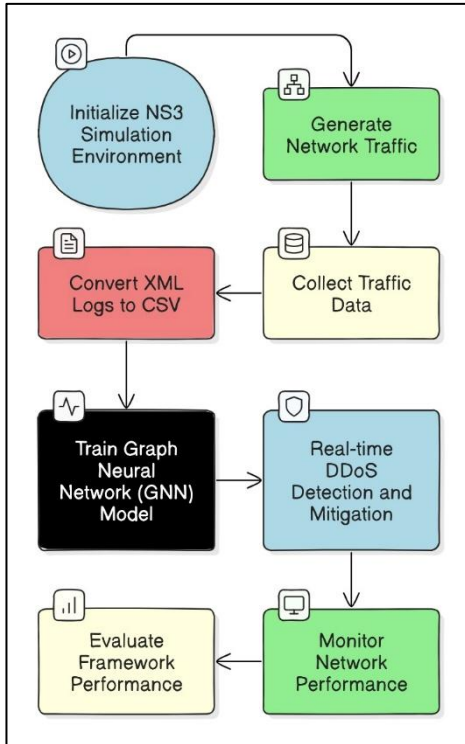 Initialize NS3
Simulation
Environment
Generate
Network Traffic
Collect Traffic
Data
Convert XML
Logs to CSV
Train Graph
Neural
Network (GNN)
Model
Real-time
DDoS
Detection and
Mitigation
Monitor
Network
Performance
Evaluate
Framework
Performance